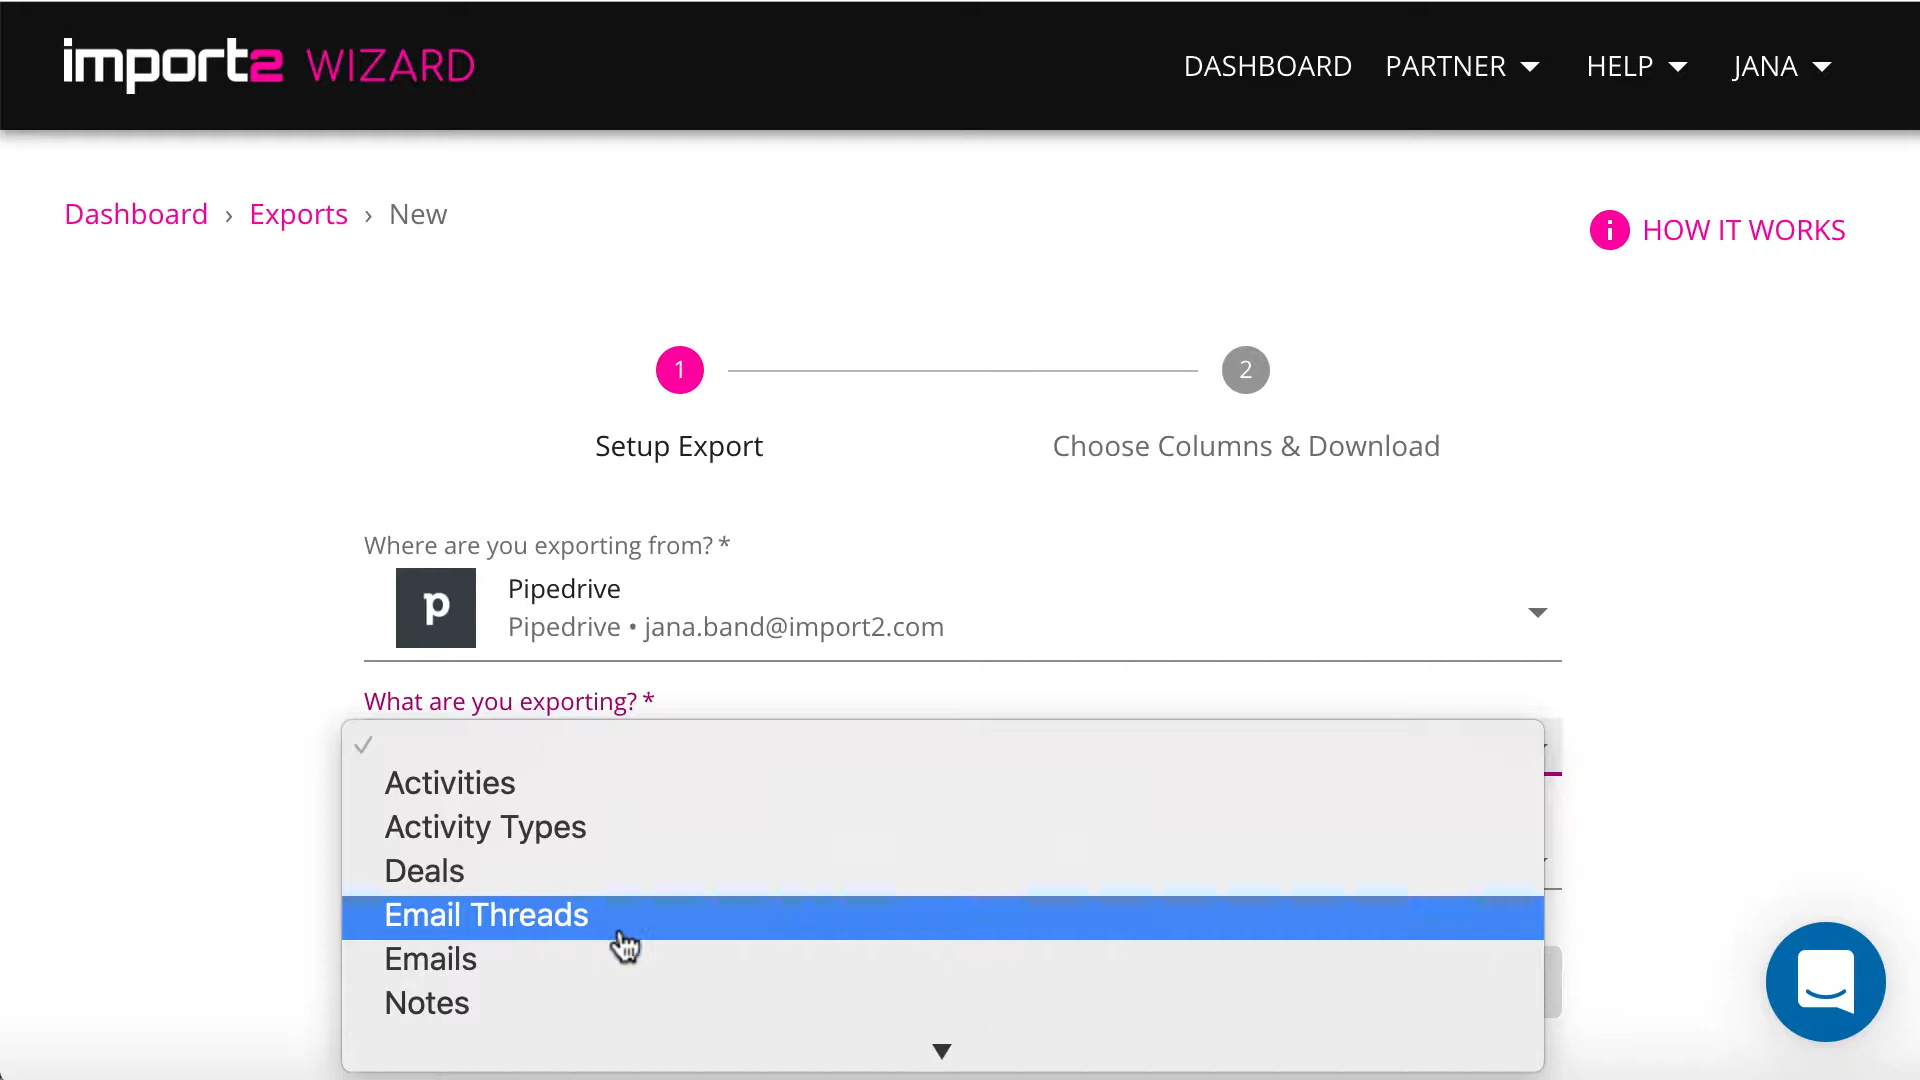 import2 WIZARD
DASHBOARD PARTNER HELP JANA
Dashboard › Exports › New
HOW IT WORKS
1
2
Setup Export
Choose Columns & Download
Where are you exporting from? *
p
Pipedrive
Pipedrive • jana.band@import2.com
What are you exporting? *
Activities
Activity Types
Deals
Email Threads
Emails
Notes